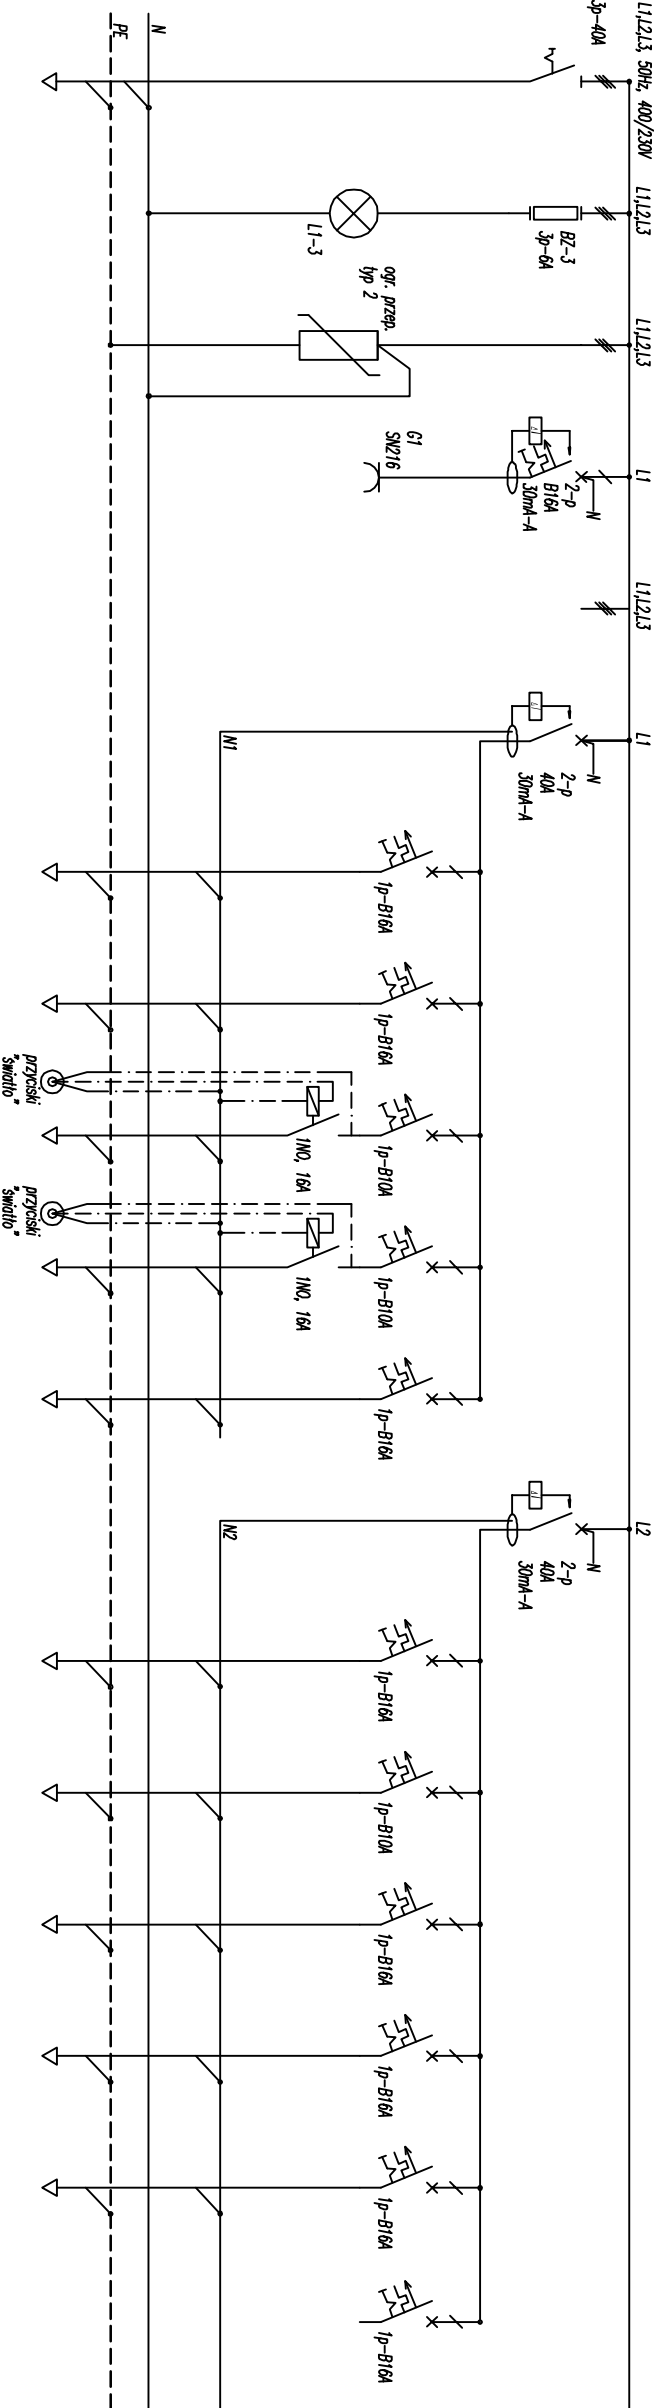 L1,L2,L3, 50Hz, 400/230V
3p-40A
N
PE
L1,L2,L3
BZ-3
3p-6A
L1-3
L1,L2,L3
ogr. przep.
typ 2
L1
N
2-p
B16A
30mA-A
ΔI
G1
SN216
L1,L2,L3
L1
N
2-p
40A
30mA-A
ΔI
N1
1p-B16A
1p-B16A
1p-B10A
1NO, 16A
przyciski
"światło"
1p-B10A
1NO, 16A
przyciski
"światło"
1p-B16A
L2
N
2-p
40A
30mA-A
ΔI
N2
1p-B16A
1p-B10A
1p-B16A
1p-B16A
1p-B16A
1p-B16A